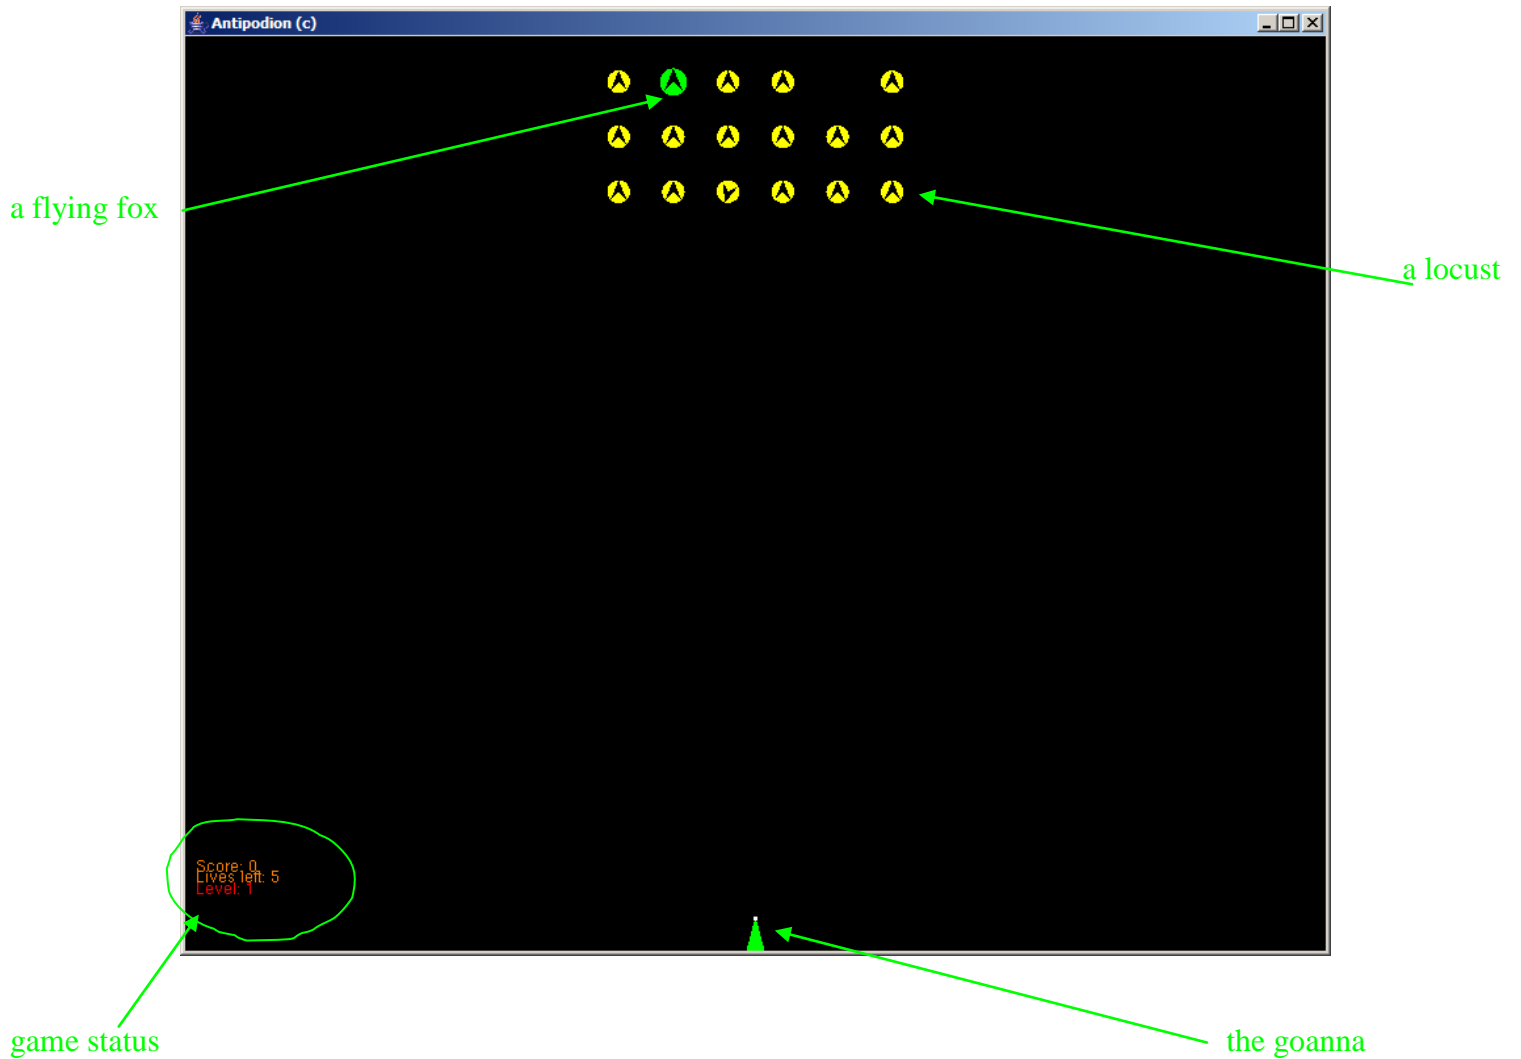 Antipodion (c)
a flying fox
a locust
Score: 0
Lives left: 5
Level: 1
game status
the goanna